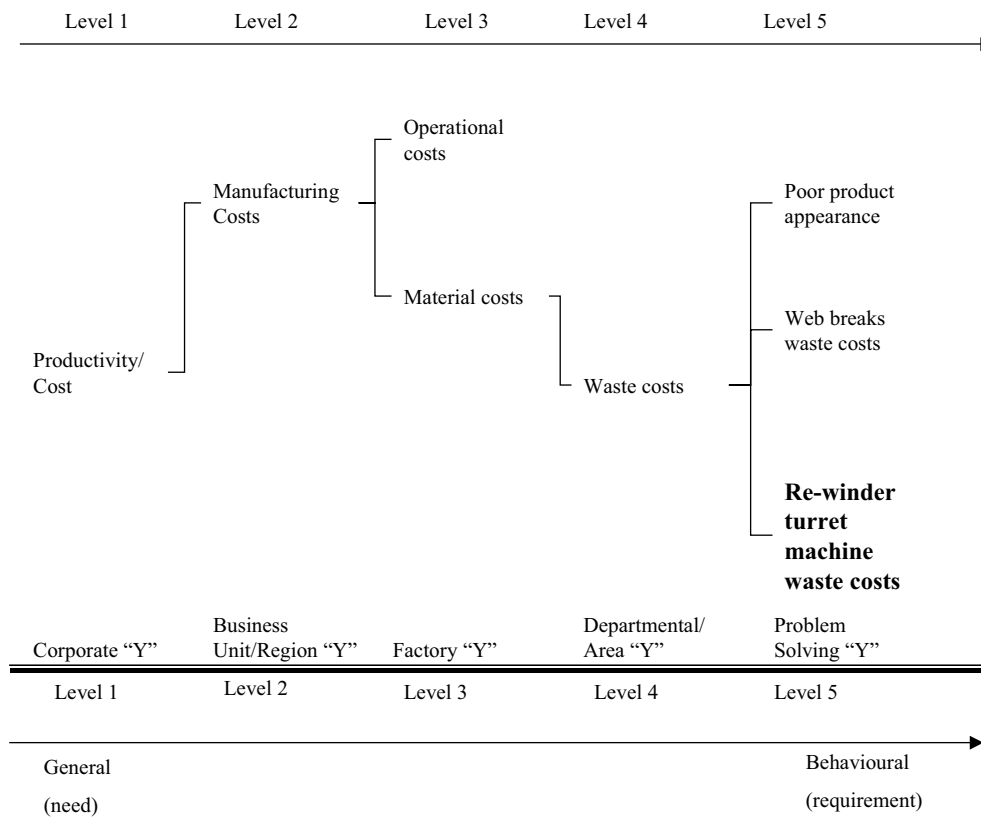 Level 1
Level 2
Level 3
Level 4
Level 5
Operational
costs
Manufacturing
Costs
Poor product
appearance
Material costs
Web breaks
waste costs
Productivity/
Cost
Waste costs
Re-winder
turret
machine
waste costs
Corporate “Y”
Business
Unit/Region “Y”
Factory “Y”
Departmental/
Area “Y”
Problem
Solving “Y”
Level 1
Level 2
Level 3
Level 4
Level 5
General
(need)
Behavioural
(requirement)